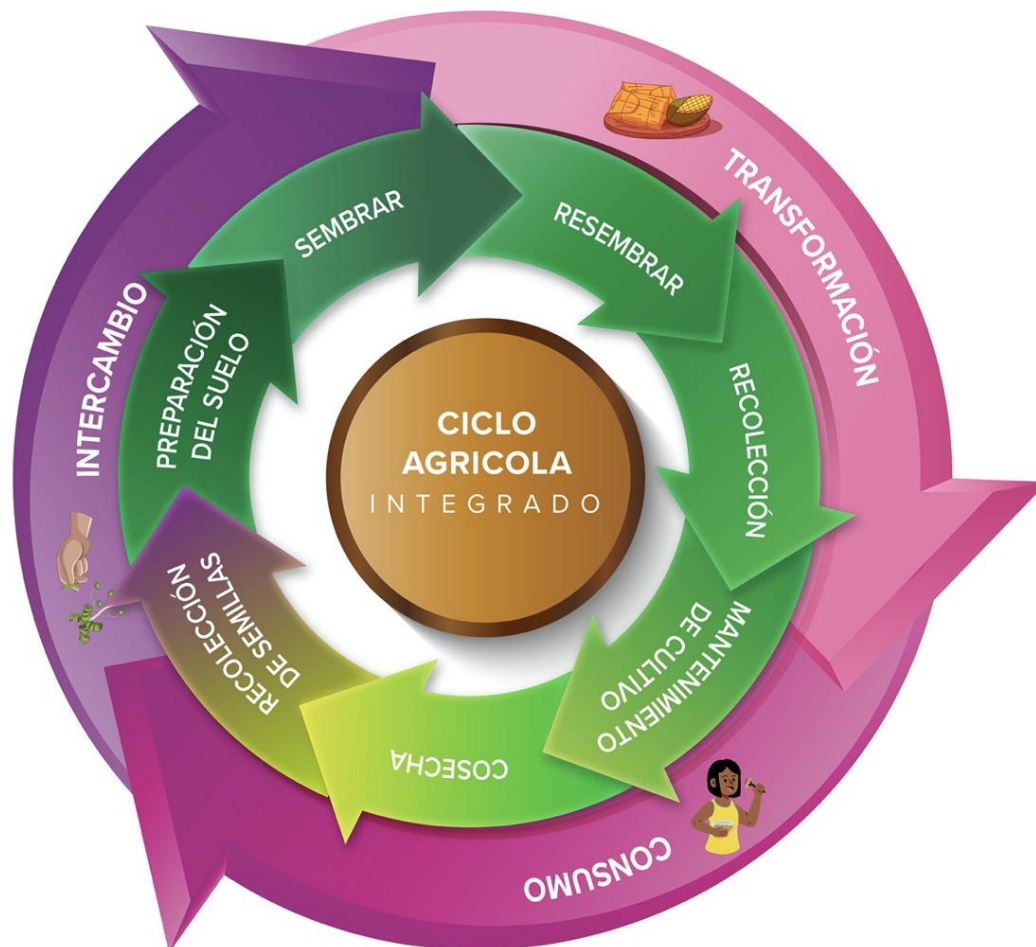 CICLO
AGRICOLA
INTEGRADO
SEMBRAR
RESEMBRAR
RECOLECCIÓN
MANTENIMIENTO
DE CULTIVO
COSECHA
RECOLECCIÓN
DE SEMILLAS
PREPARACIÓN
DEL SUELO
TRANSFORMACIÓN
CONSUMO
INTERCAMBIO